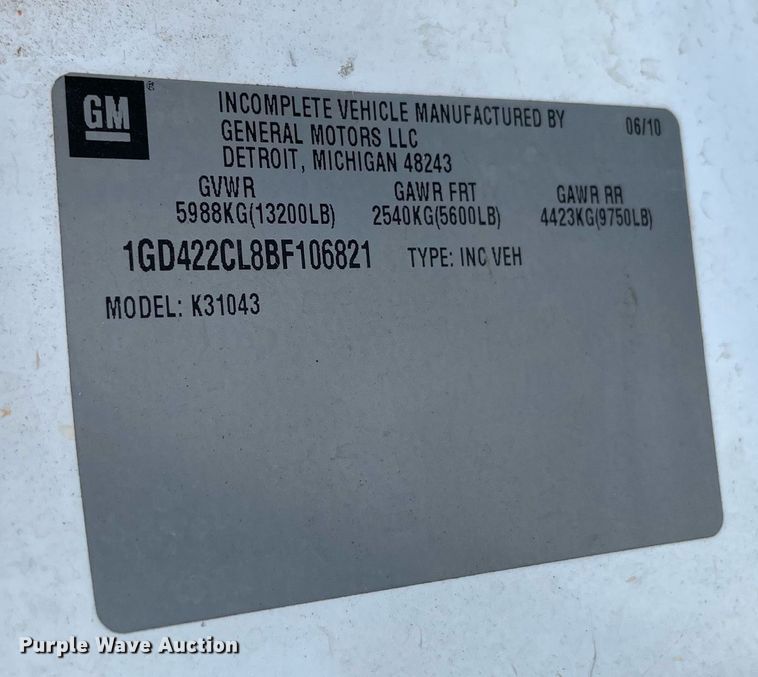 GM®
INCOMPLETE VEHICLE MANUFACTURED BY 06/10
GENERAL MOTORS LLC
DETROIT, MICHIGAN 48243
GVWR GAWR FRT GAWR RR
5988KG(13200LB) 2540KG(5600LB) 4423KG(9750LB)
1GD422CL8BF106821 TYPE: INC VEH
MODEL: K31043
Purple Wave Auction